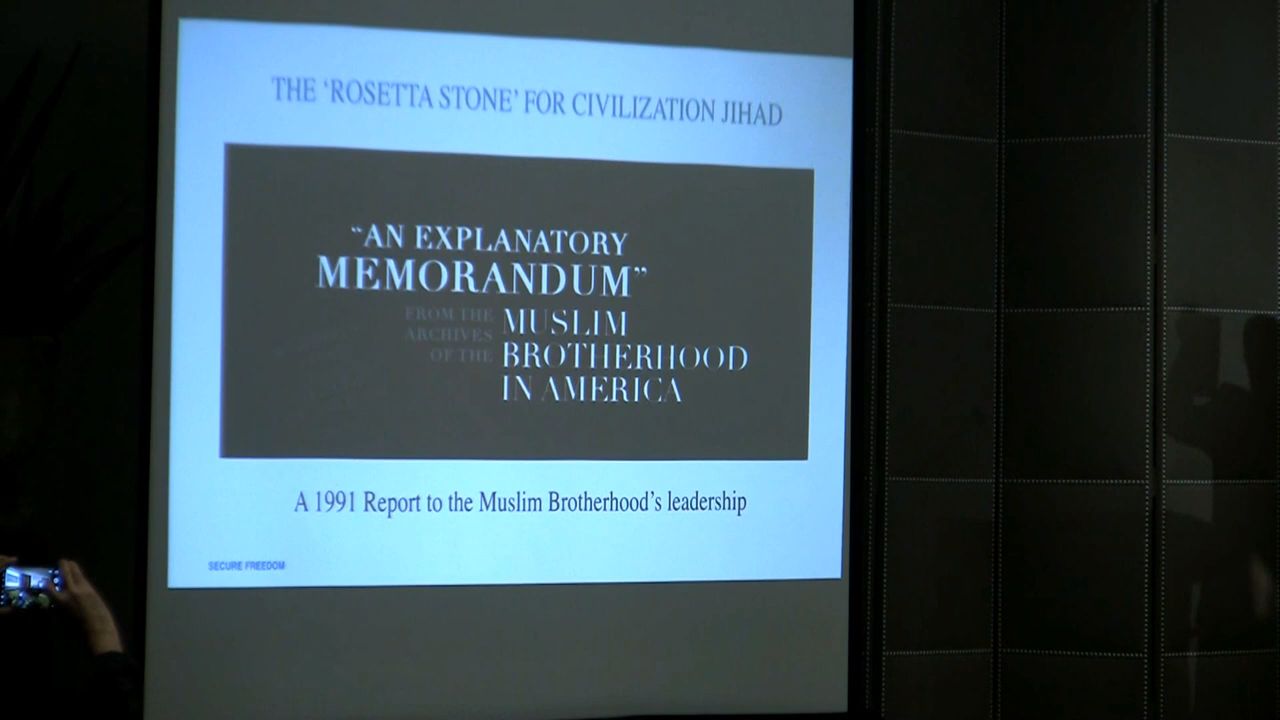 THE ‘ROSETTA STONE’ FOR CIVILIZATION JIHAD
“AN EXPLANATORY
MEMORANDUM”
FROM THE
ARCHIVES
OF THE
MUSLIM
BROTHERHOOD
IN AMERICA
A 1991 Report to the Muslim Brotherhood’s leadership
SECURE FREEDOM